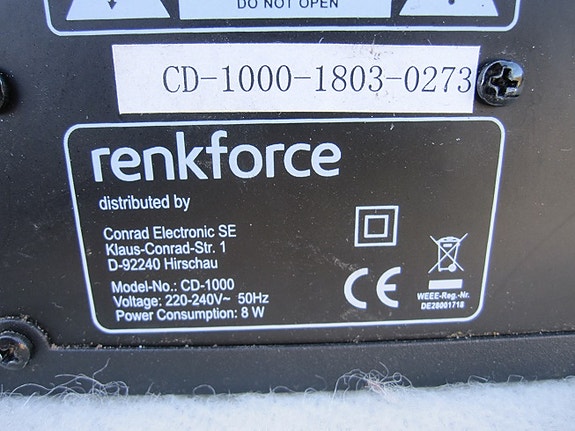 DO NOT OPEN
CD-1000-1803-0273
renkforce
distributed by
Conrad Electronic SE
Klaus-Conrad-Str. 1
D-92240 Hirschau
Model-No.: CD-1000
Voltage: 220-240V~ 50Hz
Power Consumption: 8 W
CE
WEEE-Reg.-Nr.
DE28001718